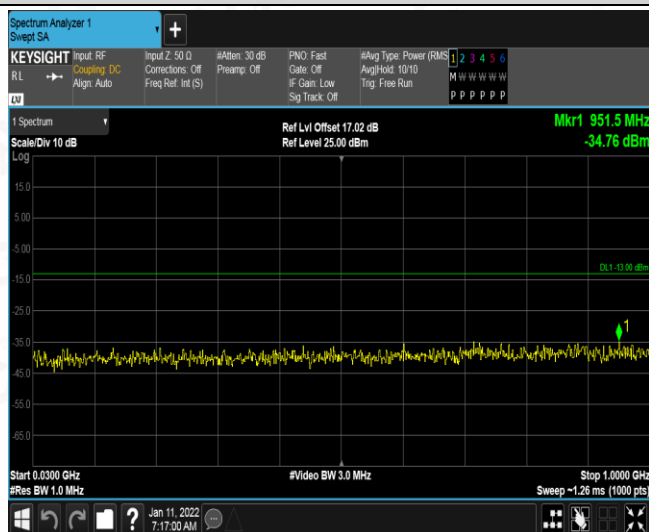 Spectrum Analyzer 1
Swept SA
+
KEYSIGHT Input: RF Input Z: 50 Ω #Atten: 30 dB PNO: Fast #Avg Type: Power (RMS 1 2 3 4 5 6
RL Coupling: DC Corrections: Off Preamp: Off Gate: Off Avg|Hold: 10/10 M W W W W W
Align: Auto Freq Ref: Int (S) IF Gain: Low Trig: Free Run
LXI Sig Track: Off P P P P P P
1 Spectrum Ref Lvl Offset 17.02 dB Mkr1 951.5 MHz
Scale/Div 10 dB Ref Level 25.00 dBm -34.76 dBm
Log
15.0
5.00
-5.00
DL1 -13.00 dBm
-15.0
-25.0
1
-35.0
-45.0
-55.0
-65.0
Start 0.0300 GHz #Video BW 3.0 MHz Stop 1.0000 GHz
#Res BW 1.0 MHz Sweep ~1.26 ms (1000 pts)
? Jan 11, 2022
7:17:00 AM